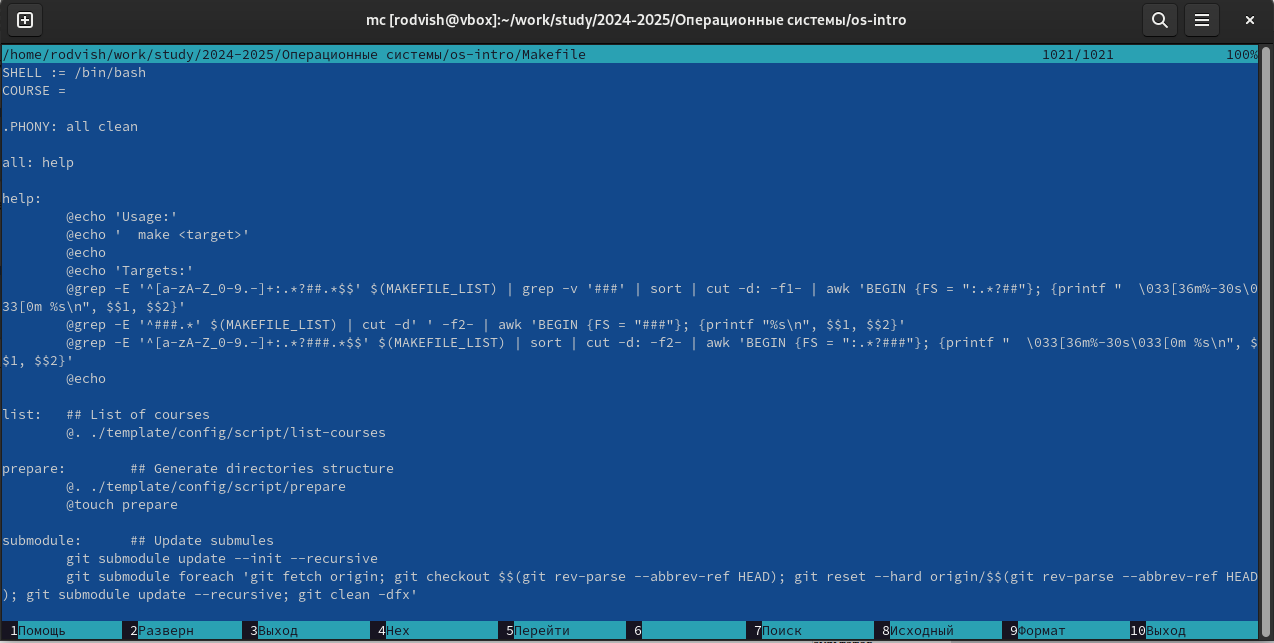 mc [rodvish@vbox]:~/work/study/2024-2025/Операционные системы/os-intro
/home/rodvish/work/study/2024-2025/Операционные системы/os-intro/Makefile 1021/1021 100%
SHELL := /bin/bash
COURSE =
.PHONY: all clean
all: help
help:
@echo 'Usage:'
@echo '  make <target>'
@echo
@echo 'Targets:'
@grep -E '^[a-zA-Z_0-9.-]+:.*?##.*$$' $(MAKEFILE_LIST) | grep -v '###' | sort | cut -d: -f1- | awk 'BEGIN {FS = ":.*?##"}; {printf "  \033[36m%-30s\0
33[0m %s\n", $$1, $$2}'
@grep -E '^###.*' $(MAKEFILE_LIST) | cut -d' ' -f2- | awk 'BEGIN {FS = "###"}; {printf "%s\n", $$1, $$2}'
@grep -E '^[a-zA-Z_0-9.-]+:.*?###.*$$' $(MAKEFILE_LIST) | sort | cut -d: -f2- | awk 'BEGIN {FS = ":.*?###"}; {printf "  \033[36m%-30s\033[0m %s\n", $
$1, $$2}'
@echo
list: ## List of courses
@. ./template/config/script/list-courses
prepare: ## Generate directories structure
@. ./template/config/script/prepare
@touch prepare
submodule: ## Update submules
git submodule update --init --recursive
git submodule foreach 'git fetch origin; git checkout $$(git rev-parse --abbrev-ref HEAD); git reset --hard origin/$$(git rev-parse --abbrev-ref HEAD
); git submodule update --recursive; git clean -dfx'
1Помощь 2Разверн 3Выход 4Hex 5Перейти 6 7Поиск 8Исходный 9Формат 10Выход